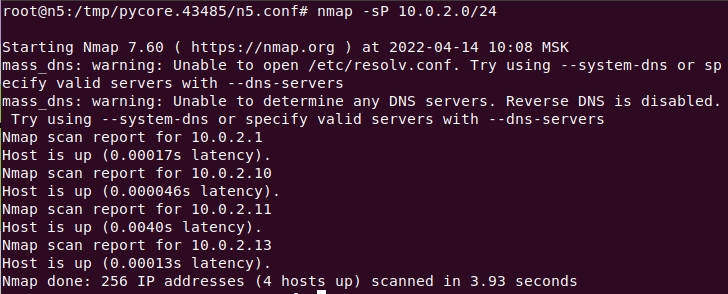 root@n5:/tmp/pycore.43485/n5.conf# nmap -sP 10.0.2.0/24
Starting Nmap 7.60 ( https://nmap.org ) at 2022-04-14 10:08 MSK
mass_dns: warning: Unable to open /etc/resolv.conf. Try using --system-dns or sp
ecify valid servers with --dns-servers
mass_dns: warning: Unable to determine any DNS servers. Reverse DNS is disabled.
 Try using --system-dns or specify valid servers with --dns-servers
Nmap scan report for 10.0.2.1
Host is up (0.00017s latency).
Nmap scan report for 10.0.2.10
Host is up (0.000046s latency).
Nmap scan report for 10.0.2.11
Host is up (0.0040s latency).
Nmap scan report for 10.0.2.13
Host is up (0.00013s latency).
Nmap done: 256 IP addresses (4 hosts up) scanned in 3.93 seconds